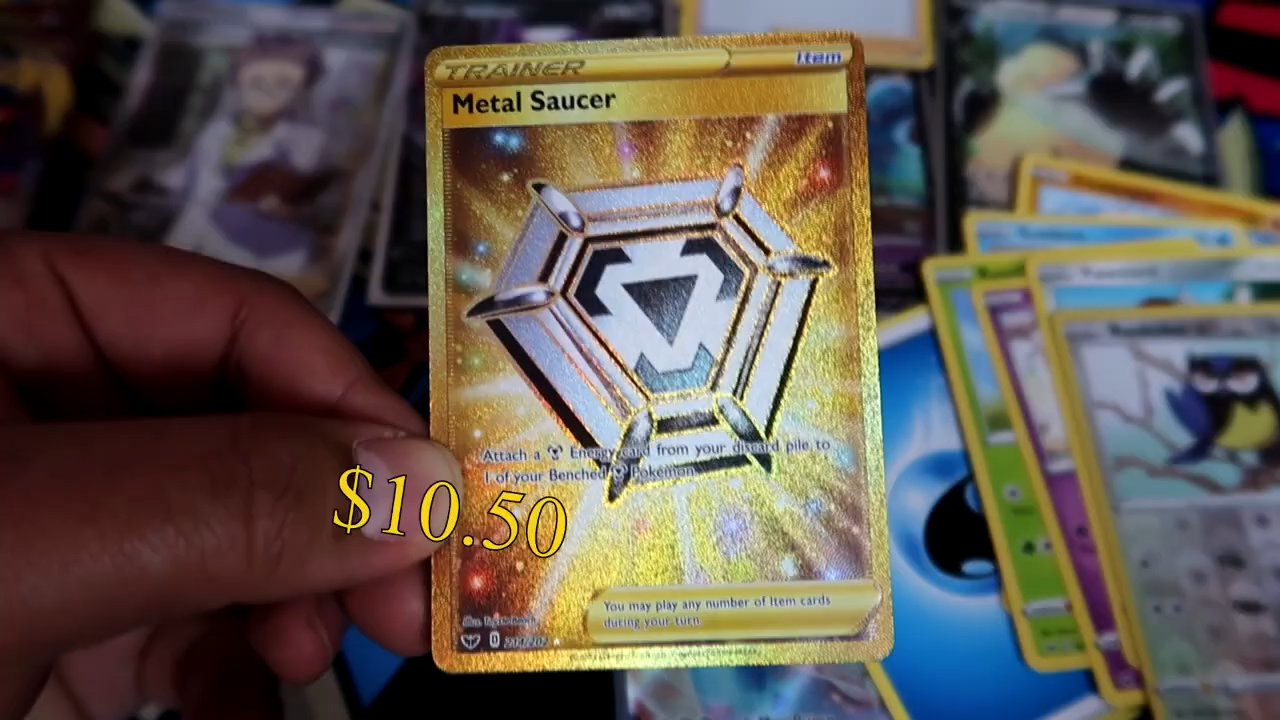 TRAINER
Item
Metal Saucer
Attach a Energy card from your discard pile to
1 of your Benched Pokémon.
$10.50
You may play any number of Item cards
during your turn.